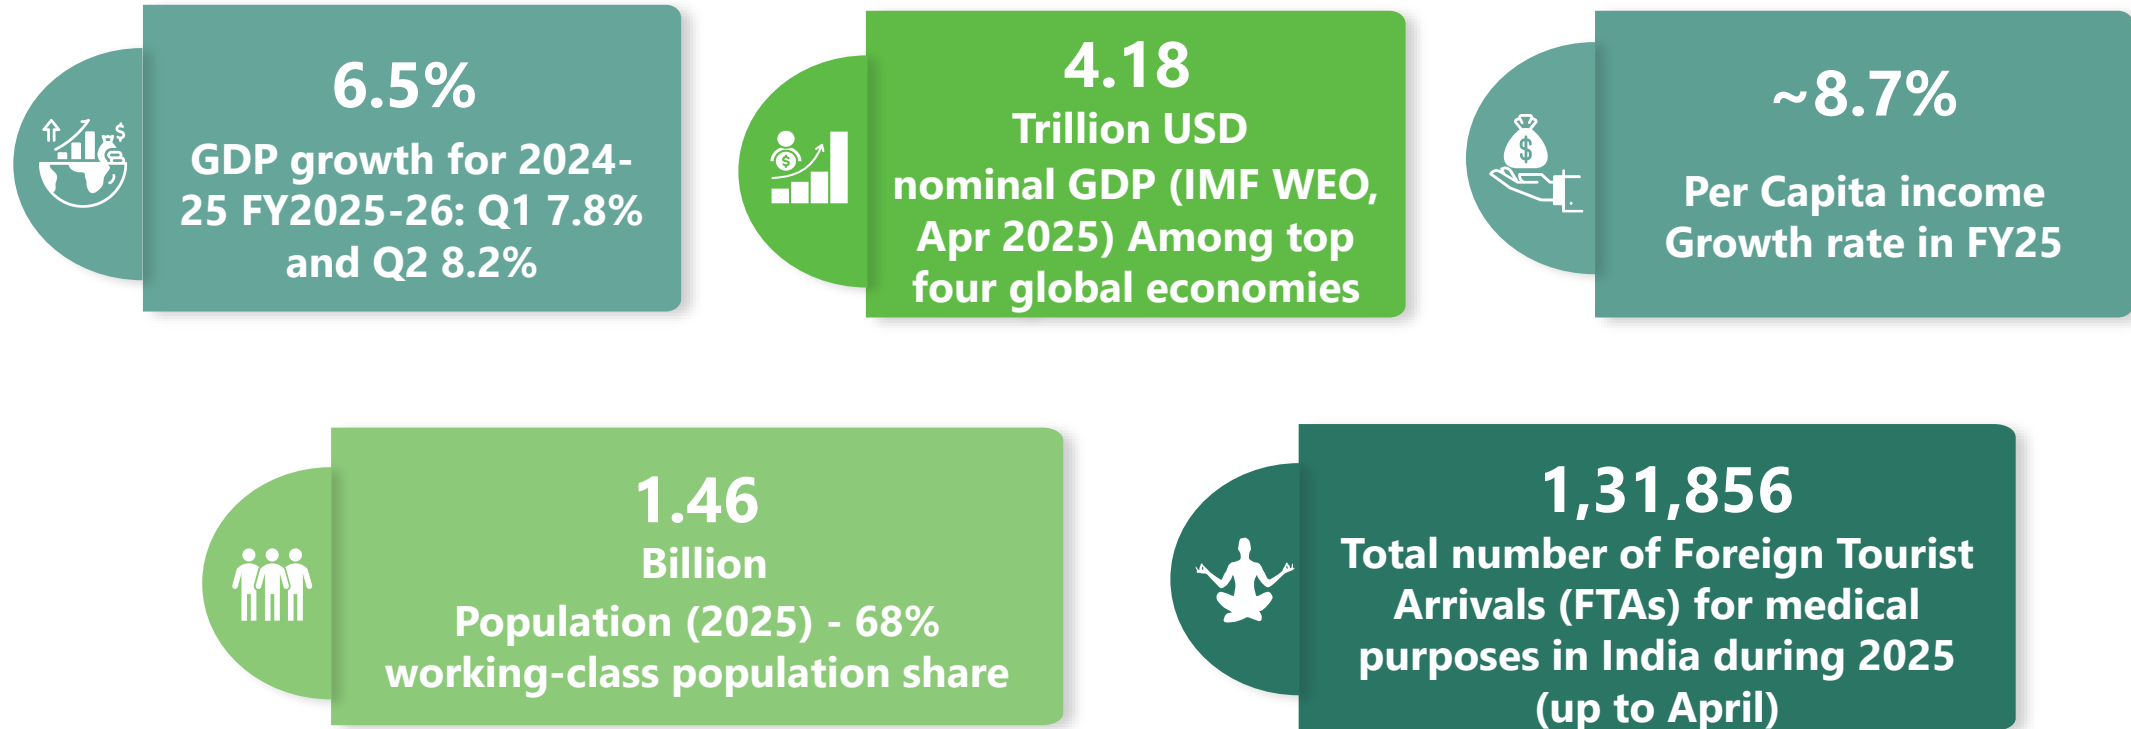 6.5%
GDP growth for 2024-
25 FY2025-26: Q1 7.8%
and Q2 8.2%
4.18
Trillion USD
nominal GDP (IMF WEO,
Apr 2025) Among top
four global economies
~8.7%
Per Capita income
Growth rate in FY25
1.46
Billion
Population (2025) - 68%
working-class population share
1,31,856
Total number of Foreign Tourist
Arrivals (FTAs) for medical
purposes in India during 2025
(up to April)